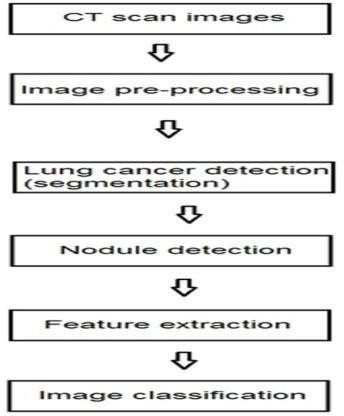 CT scan images
Image pre-processing
Lung cancer detection
(segmentation)
Nodule detection
Feature extraction
Image classification